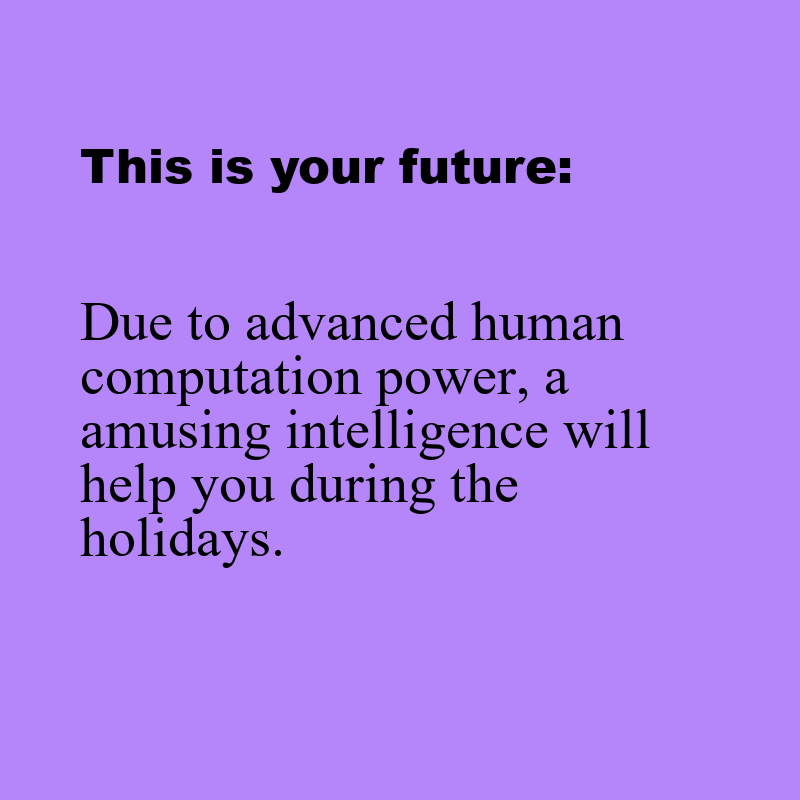 This is your future:
Due to advanced human
computation power, a
amusing intelligence will
help you during the
holidays.